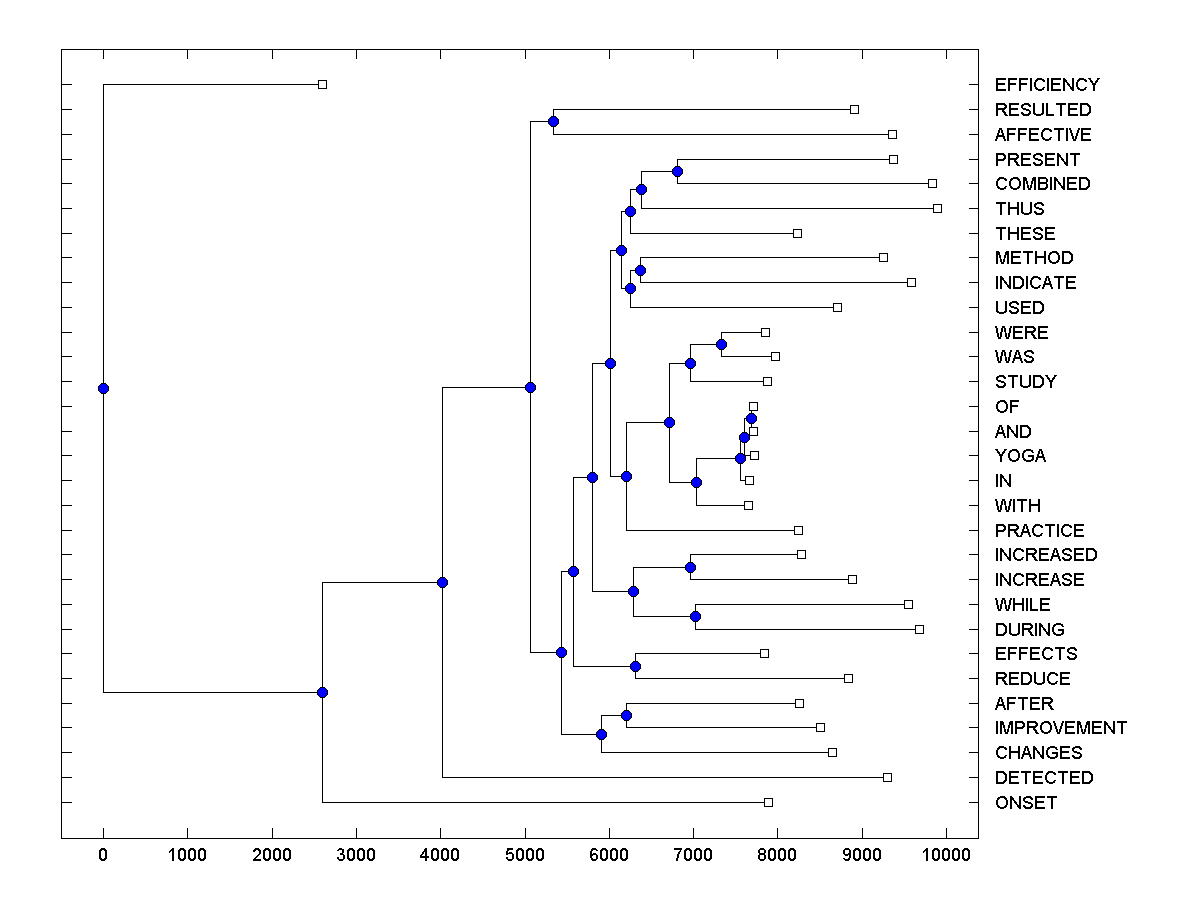 EFFICIENCY
RESULTED
AFFECTIVE
PRESENT
COMBINED
THUS
THESE
METHOD
INDICATE
USED
WERE
WAS
STUDY
OF
AND
YOGA
IN
WITH
PRACTICE
INCREASED
INCREASE
WHILE
DURING
EFFECTS
REDUCE
AFTER
IMPROVEMENT
CHANGES
DETECTED
ONSET
0 1000 2000 3000 4000 5000 6000 7000 8000 9000 10000